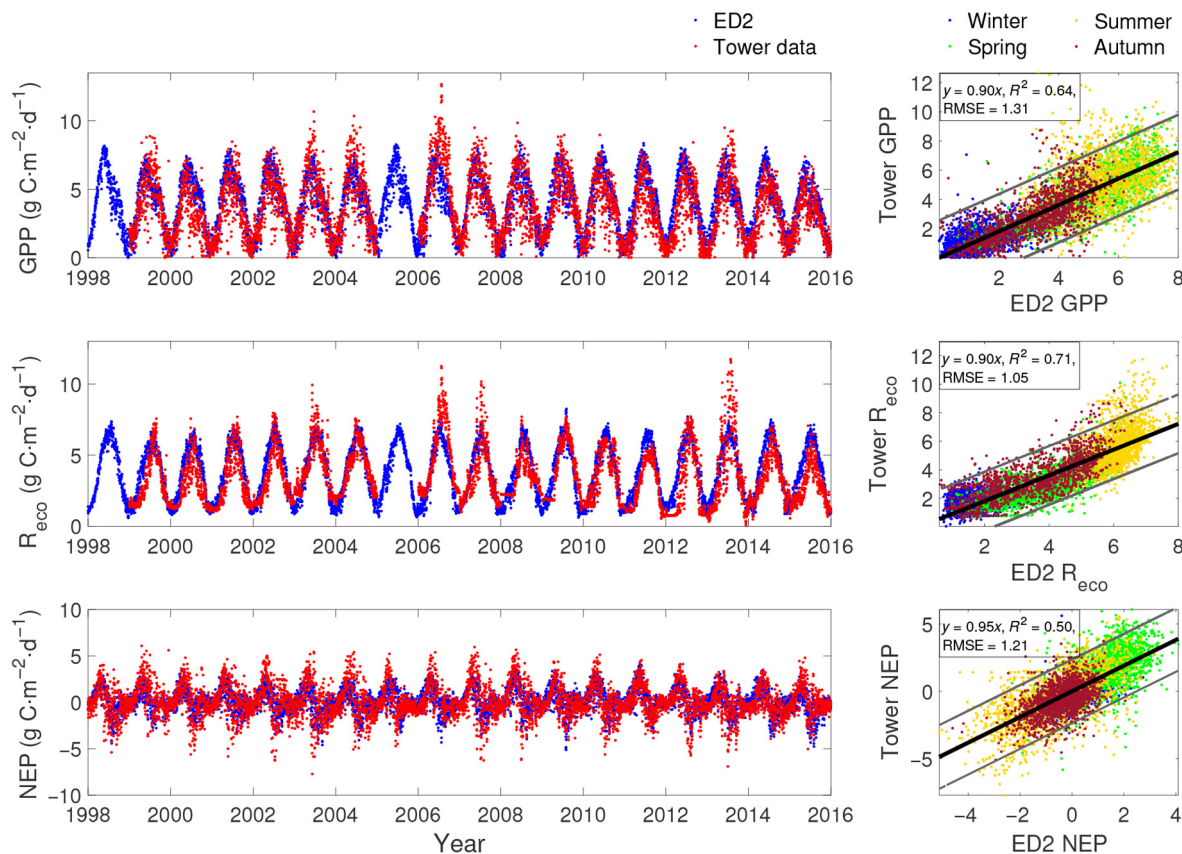 ED2
Tower data
Winter
Summer
Spring
Autumn
GPP (g C·m−2·d−1)
10
5
0
1998 2000 2002 2004 2006 2008 2010 2012 2014 2016
Tower GPP
12
10
8
6
4
2
y = 0.90x, R2 = 0.64,
RMSE = 1.31
2 4 6 8
ED2 GPP
Reco (g C·m−2·d−1)
10
5
0
1998 2000 2002 2004 2006 2008 2010 2012 2014 2016
Tower Reco
12
10
8
6
4
2
y = 0.90x, R2 = 0.71,
RMSE = 1.05
2 4 6 8
ED2 Reco
NEP (g C·m−2·d−1)
10
5
0
−5
−10
1998 2000 2002 2004 2006 2008 2010 2012 2014 2016
Year
Tower NEP
5
0
−5
y = 0.95x, R2 = 0.50,
RMSE = 1.21
−4 −2 0 2 4
ED2 NEP